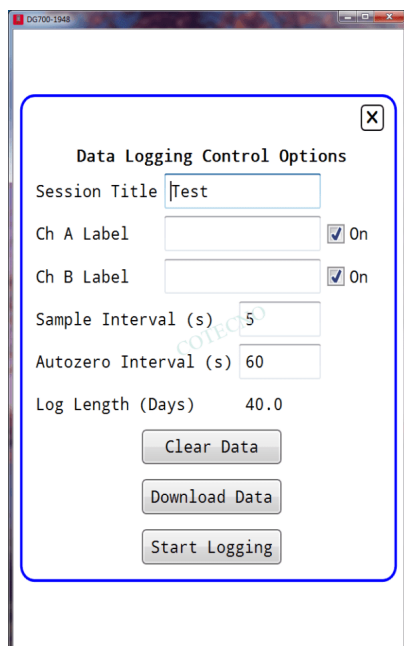 DG700-1948
X
Data Logging Control Options
Session Title Test
Ch A Label On
Ch B Label On
Sample Interval (s) 5
COTECNO
Autozero Interval (s) 60
Log Length (Days) 40.0
Clear Data
Download Data
Start Logging